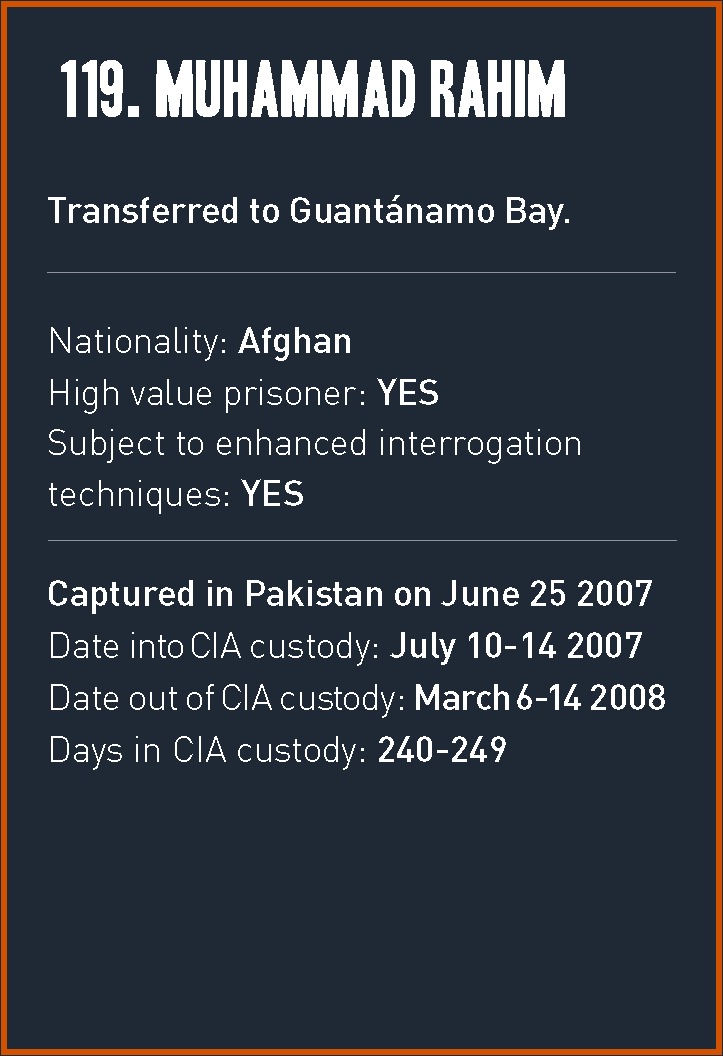 119. MUHAMMAD RAHIM
Transferred to Guantánamo Bay.
Nationality: Afghan
High value prisoner: YES
Subject to enhanced interrogation
techniques: YES
Captured in Pakistan on June 25 2007
Date into CIA custody: July 10-14 2007
Date out of CIA custody: March 6-14 2008
Days in CIA custody: 240-249